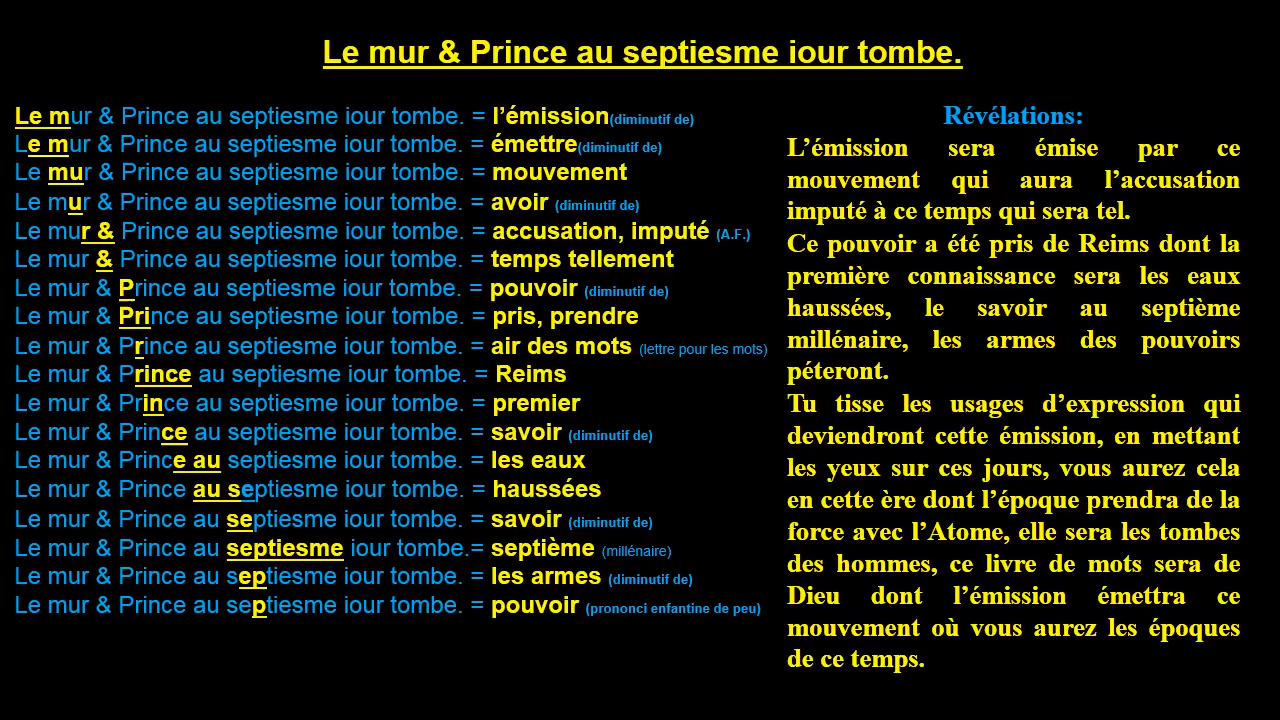 Le mur & Prince au septiesme iour tombe.
Le mur & Prince au septiesme iour tombe. = l’émission(diminutif de)
Le mur & Prince au septiesme iour tombe. = émettre(diminutif de)
Le mur & Prince au septiesme iour tombe. = mouvement
Le mur & Prince au septiesme iour tombe. = avoir (diminutif de)
Le mur & Prince au septiesme iour tombe. = accusation, imputé (A.F.)
Le mur & Prince au septiesme iour tombe. = temps tellement
Le mur & Prince au septiesme iour tombe. = pouvoir (diminutif de)
Le mur & Prince au septiesme iour tombe. = pris, prendre
Le mur & Prince au septiesme iour tombe. = air des mots (lettre pour les mots)
Le mur & Prince au septiesme iour tombe. = Reims
Le mur & Prince au septiesme iour tombe. = premier
Le mur & Prince au septiesme iour tombe. = savoir (diminutif de)
Le mur & Prince au septiesme iour tombe. = les eaux
Le mur & Prince au septiesme iour tombe. = haussées
Le mur & Prince au septiesme iour tombe. = savoir (diminutif de)
Le mur & Prince au septiesme iour tombe.= septième (millénaire)
Le mur & Prince au septiesme iour tombe. = les armes (diminutif de)
Le mur & Prince au septiesme iour tombe. = pouvoir (prononci enfantine de peu)
Révélations:
L’émission sera émise par ce
mouvement qui aura l’accusation
imputé à ce temps qui sera tel.
Ce pouvoir a été pris de Reims dont la
première connaissance sera les eaux
haussées, le savoir au septième
millénaire, les armes des pouvoirs
péteront.
Tu tisse les usages d’expression qui
deviendront cette émission, en mettant
les yeux sur ces jours, vous aurez cela
en cette ère dont l’époque prendra de la
force avec l’Atome, elle sera les tombes
des hommes, ce livre de mots sera de
Dieu dont l’émission émettra ce
mouvement où vous aurez les époques
de ce temps.